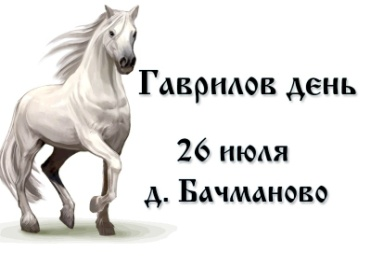 Гаврилов день
26 июля
д. Бачманово